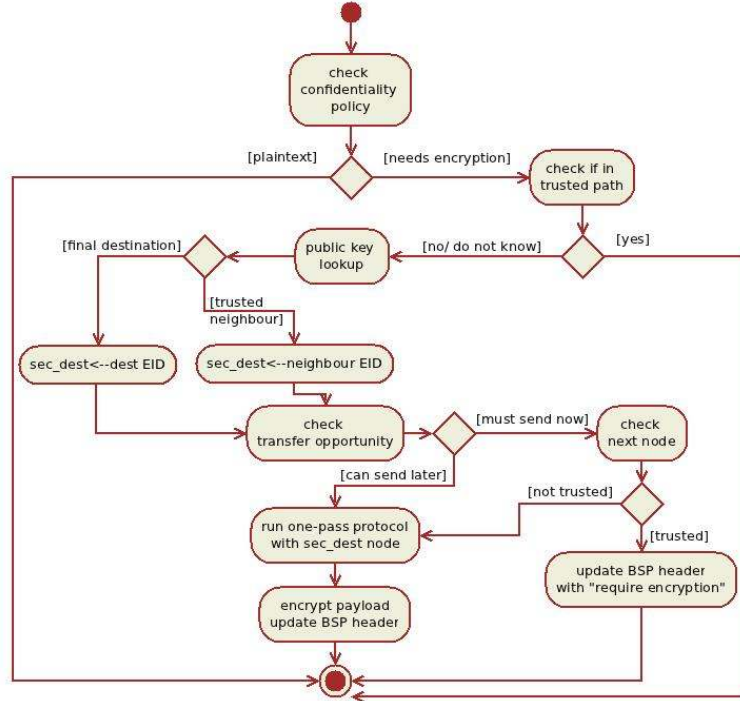 check
confidentiality
policy
[plaintext]
[needs encryption]
check if in
trusted path
[final destination]
public key
lookup
[no/ do not know]
[yes]
[trusted
neighbour]
sec_dest<--dest EID
sec_dest<--neighbour EID
check
transfer opportunity
[must send now]
check
next node
[can send later]
[not trusted]
run one-pass protocol
with sec_dest node
[trusted]
update BSP header
with "require encryption"
encrypt payload
update BSP header